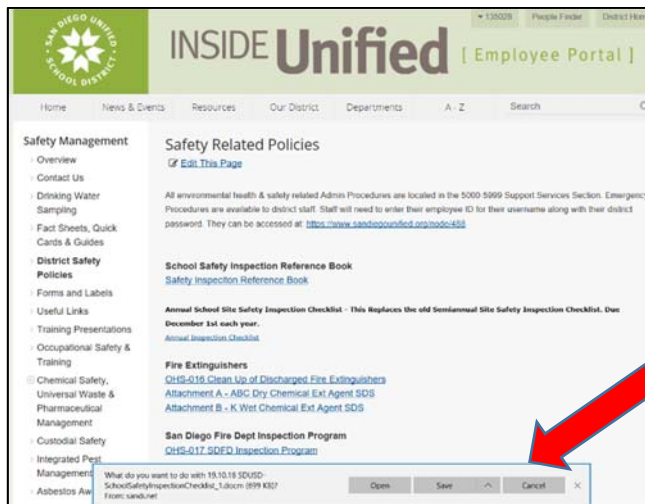 SAN DIEGO UNIFIED
SCHOOL DISTRICT
INSIDE Unified [ Employee Portal ]
135028 People Finder District Hom
Home News & Events Resources Our District Departments A - Z Search
Safety Management
Overview
Contact Us
Drinking Water
Sampling
Fact Sheets, Quick
Cards & Guides
District Safety
Policies
Forms and Labels
Useful Links
Training Presentations
Occupational Safety &
Training
Chemical Safety,
Universal Waste &
Pharmaceutical
Management
Custodial Safety
Integrated Pest
Management
Asbestos Aw
Safety Related Policies
Edit This Page
All environmental health & safety related Admin Procedures are located in the 5000-5999 Support Services Section. Emergency
Procedures are available to district staff. Staff will need to enter their employee ID for their username along with their district
password. They can be accessed at: https://www.sandiegounified.org/node/488
School Safety Inspection Reference Book
Safety Inspection Reference Book
Annual School Site Safety Inspection Checklist - This Replaces the old Semiannual Site Safety Inspection Checklist. Due
December 1st each year.
Annual Inspection Checklist
Fire Extinguishers
OHS-016 Clean Up of Discharged Fire Extinguishers
Attachment A - ABC Dry Chemical Ext Agent SDS
Attachment B - K Wet Chemical Ext Agent SDS
San Diego Fire Dept Inspection Program
OHS-017 SDFD Inspection Program
What do you want to do with 19.10.16 SDUSD-
SchoolSafetyInspectionChecklist_1.docm (699 KB)?
From: sandi.net
Open Save Cancel